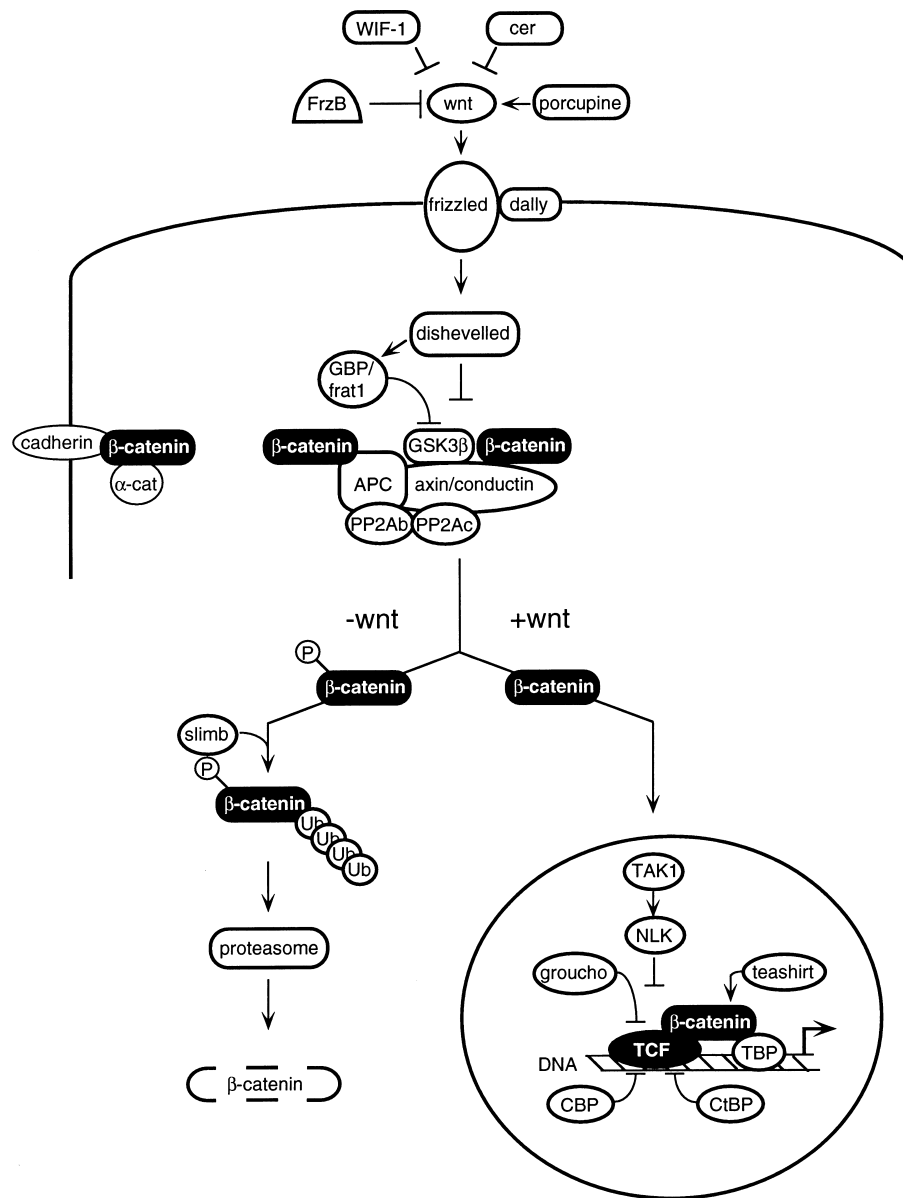 WIF-1
cer
FrzB
wnt
porcupine
frizzled
dally
dishevelled
GBP/
frat1
cadherin
β-catenin
α-cat
β-catenin
GSK3β
β-catenin
APC
axin/conductin
PP2Ab
PP2Ac
-wnt
+wnt
P
β-catenin
β-catenin
slimb
P
β-catenin
Ub
Ub
Ub
Ub
TAK1
NLK
proteasome
groucho
teashirt
β-catenin
TCF
TBP
DNA
β-catenin
CBP
CtBP